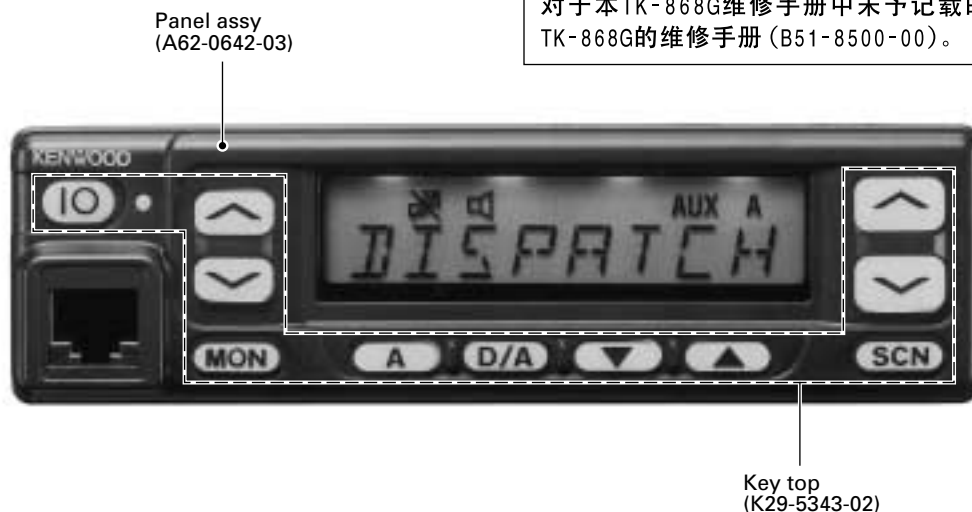 Panel assy
(A62-0642-03)
对于本TK-868G维修手册中未予记载
TK-868G的维修手册(B51-8500-00)。
KENWOOD
IO
AUX A
DISPATCH
MON
A
D/A
SCN
Key top
(K29-5343-02)